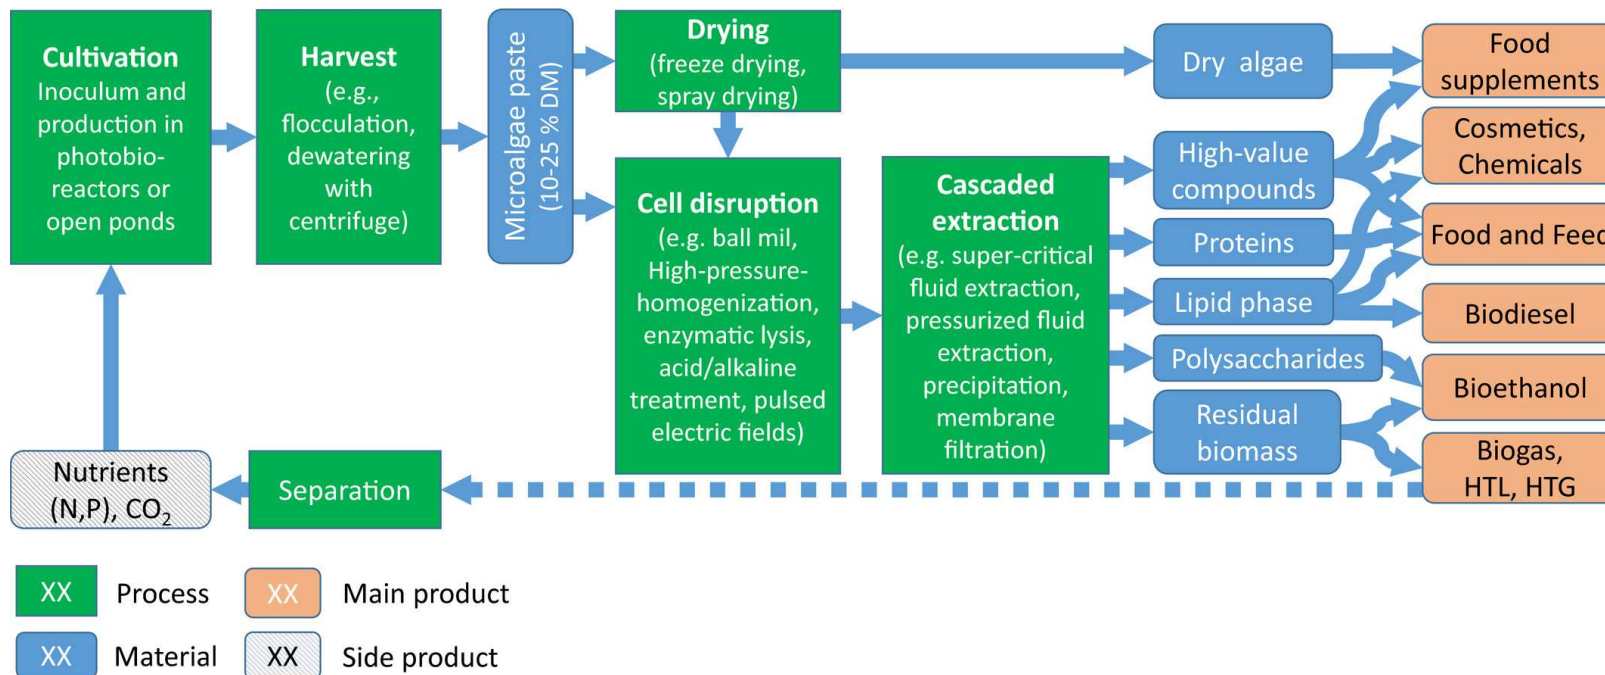 Cultivation
Inoculum and
production in
photobio-
reactors or
open ponds
Harvest
(e.g.,
flocculation,
dewatering
with
centrifuge)
Microalgae paste
(10-25 % DM)
Drying
(freeze drying,
spray drying)
Cell disruption
(e.g. ball mil,
High-pressure-
homogenization,
enzymatic lysis,
acid/alkaline
treatment, pulsed
electric fields)
Cascaded
extraction
(e.g. super-critical
fluid extraction,
pressurized fluid
extraction,
precipitation,
membrane
filtration)
Dry algae
High-value
compounds
Proteins
Lipid phase
Polysaccharides
Residual
biomass
Food
supplements
Cosmetics,
Chemicals
Food and Feed
Biodiesel
Bioethanol
Biogas,
HTL, HTG
Separation
Nutrients
(N,P), CO₂
XX Process
XX Main product
XX Material
XX Side product